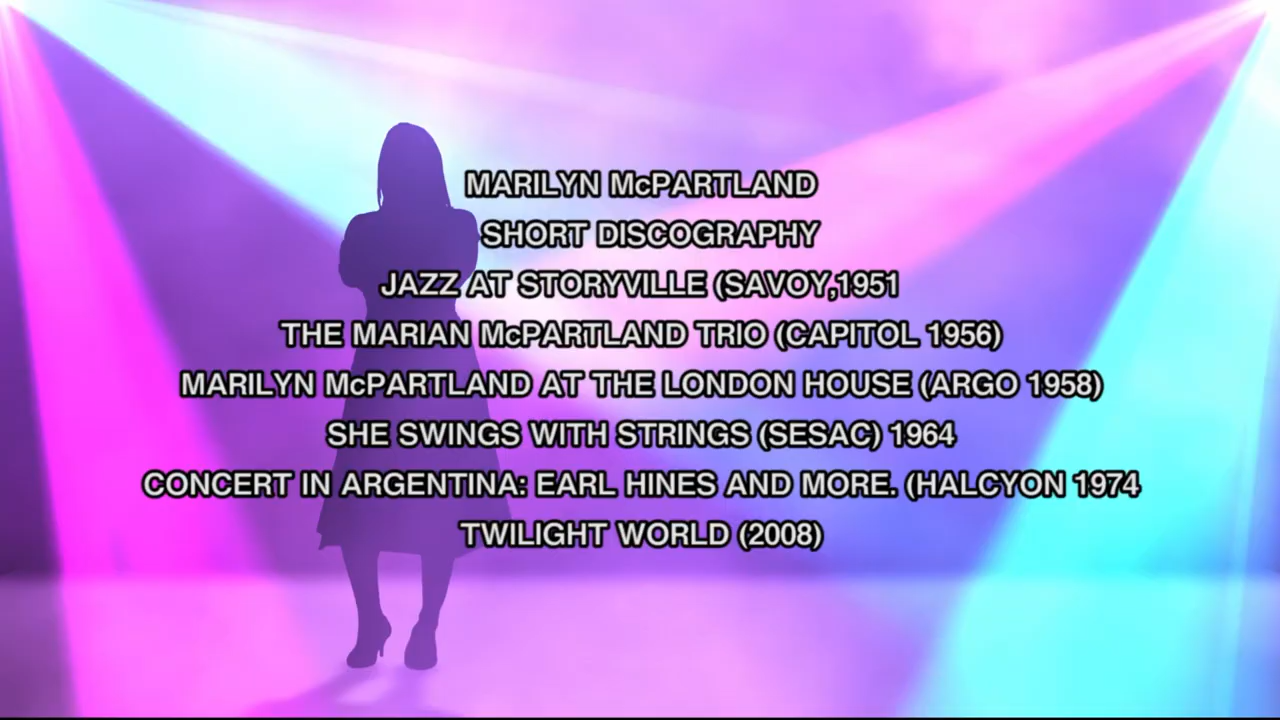 MARILYN McPARTLAND
SHORT DISCOGRAPHY
JAZZ AT STORYVILLE (SAVOY,1951
THE MARIAN McPARTLAND TRIO (CAPITOL 1956)
MARILYN McPARTLAND AT THE LONDON HOUSE (ARGO 1958)
SHE SWINGS WITH STRINGS (SESAC) 1964
CONCERT IN ARGENTINA: EARL HINES AND MORE. (HALCYON 1974
TWILIGHT WORLD (2008)